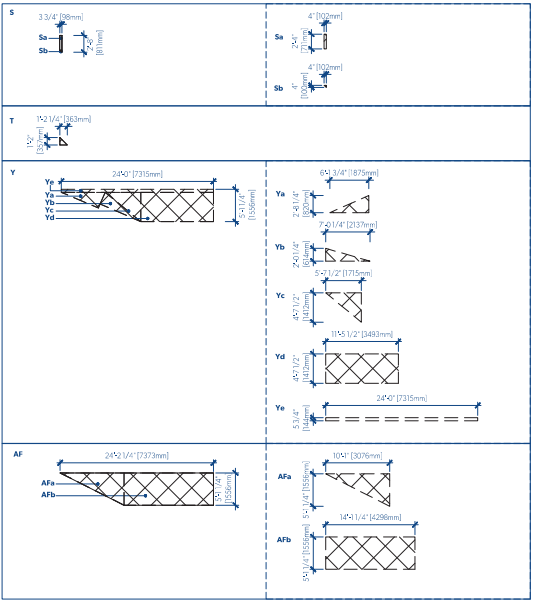 S
3 3/4" [98mm]
Sa
Sb
2'-8"
[811mm]
4" [102mm]
Sa
2'-4"
[711mm]
4" [102mm]
Sb
4"
[100mm]
T
1'-2 1/4" [363mm]
1'-2"
[357mm]
Y
24'-0" [7315mm]
Ye
Ya
Yb
Yc
Yd
5'-1 1/4"
[1556mm]
6'-1 3/4" [1875mm]
Ya
2'-8 1/4"
[820mm]
7'-0 1/4" [2137mm]
Yb
2'-0 1/4"
[614mm]
5'-7 1/2" [1715mm]
Yc
4'-7 1/2"
[1412mm]
11'-5 1/2" [3493mm]
Yd
4'-7 1/2"
[1412mm]
24'-0" [7315mm]
Ye
5 3/4"
[144mm]
AF
24'-2 1/4" [7373mm]
AFa
AFb
5'-1 1/4"
[1556mm]
10'-1" [3076mm]
AFa
5'-1 1/4" [1556mm]
14'-1 1/4" [4298mm]
AFb
5'-1 1/4" [1556mm]